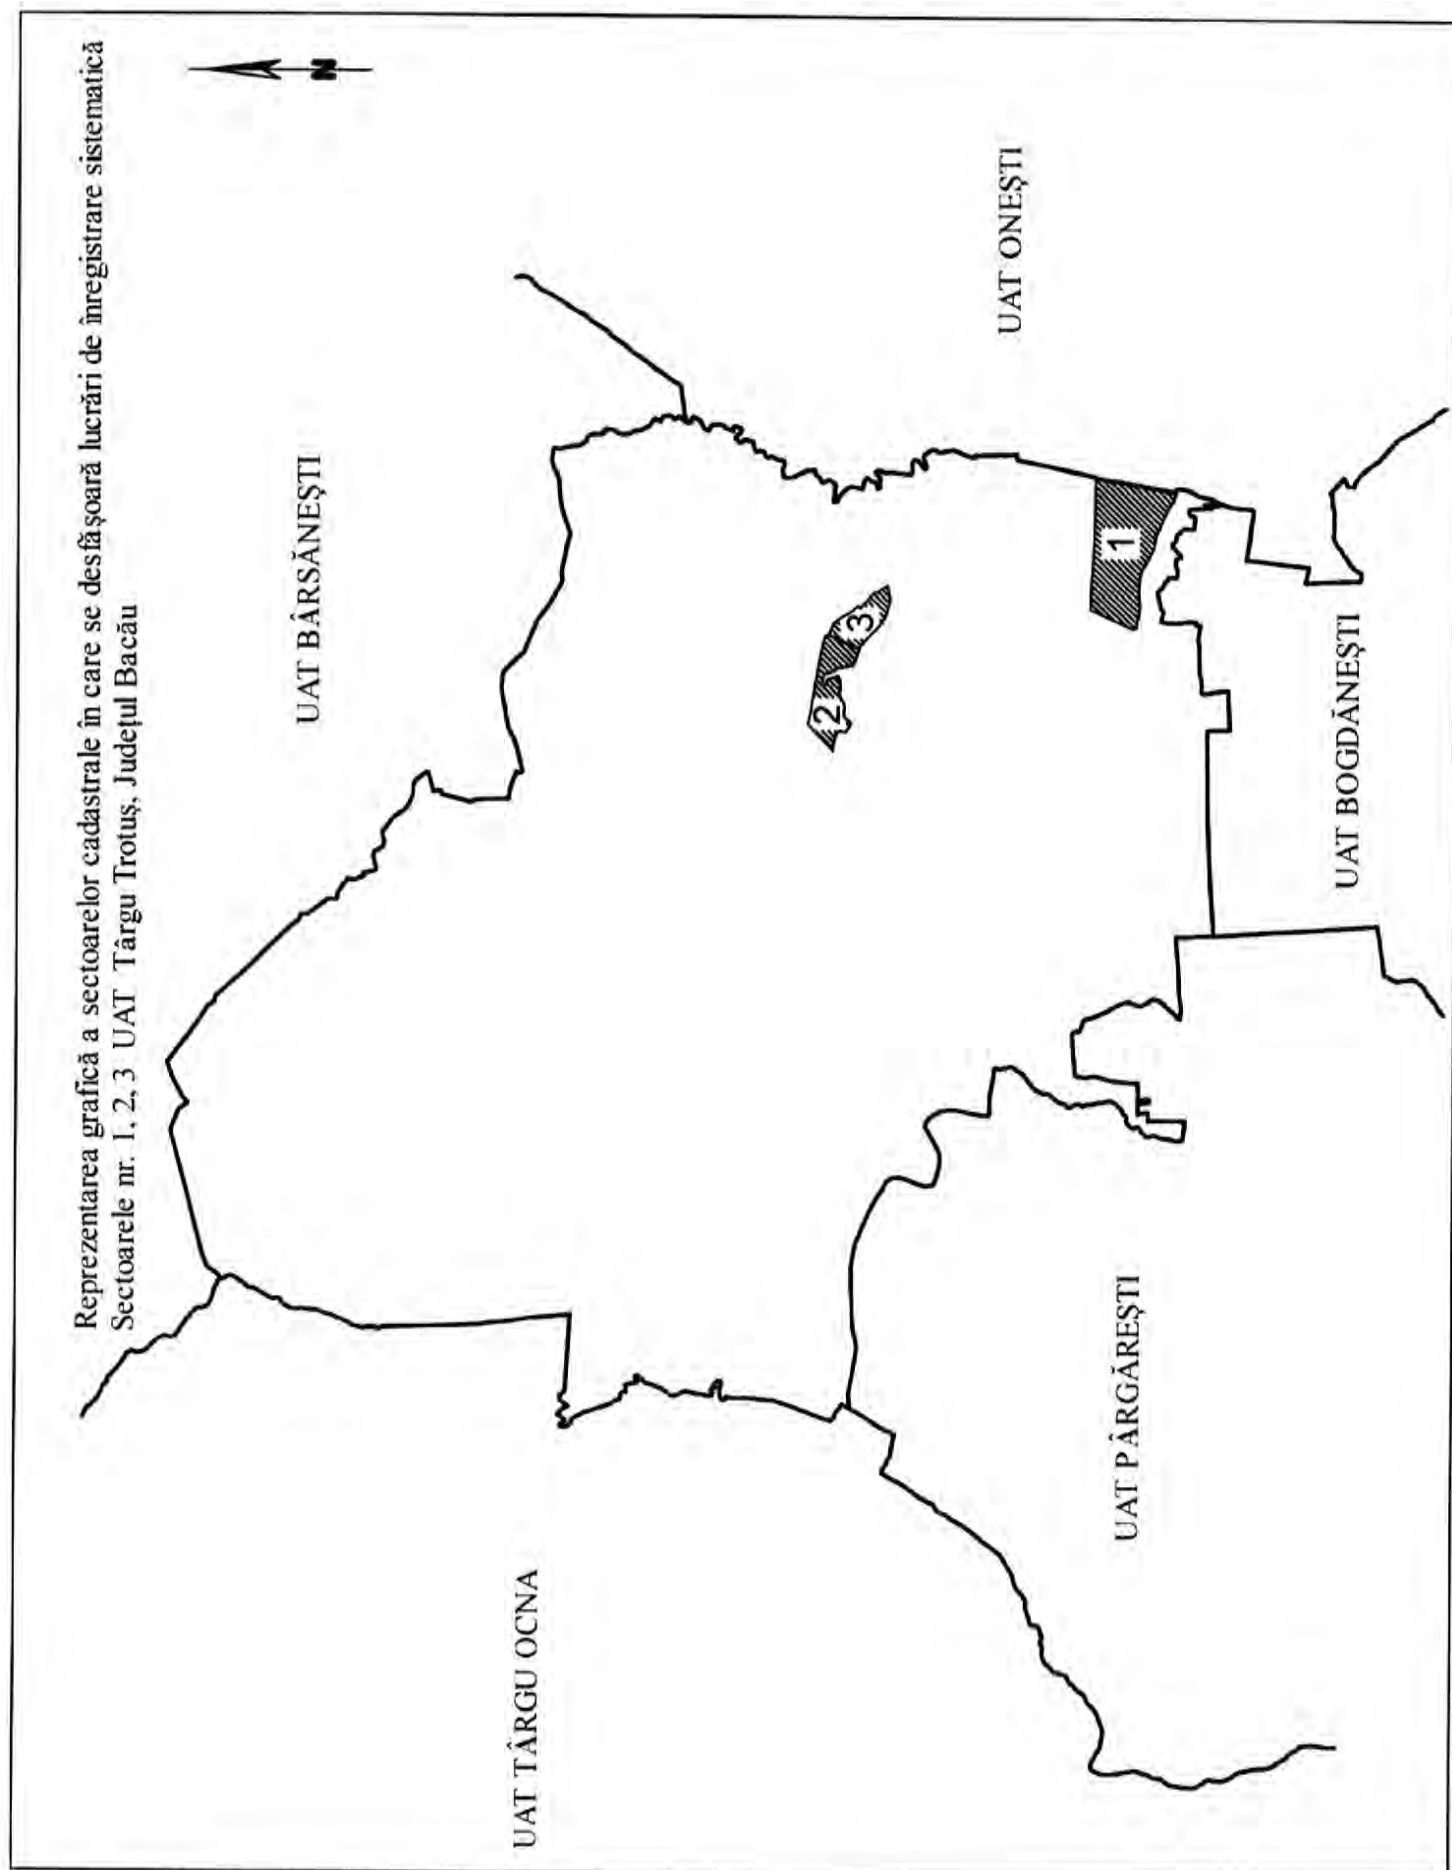 Reprezentarea grafică a sectoarelor cadastrale în care se desfășoară lucrări de înregistrare sistematică
Sectoarele nr. 1, 2, 3 UAT Târgu Trotuș, Județul Bacău
N
UAT BÂRSĂNEȘTI
UAT TÂRGU OCNA
UAT ONEȘTI
2
3
1
UAT PÂRGĂREȘTI
UAT BOGDĂNEȘTI